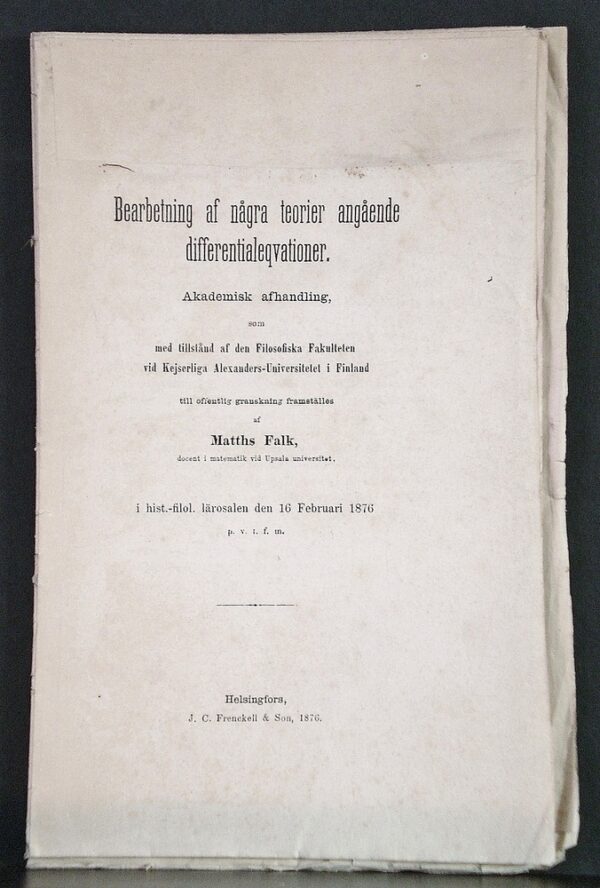 Bearbetning af några teorier angående
differentialeqvationer.
Akademisk afhandling,
som
med tillstånd af den Filosofiska Fakulteten
vid Kejserliga Alexanders-Universitetet i Finland
till offentlig granskning framställes
af
Matths Falk,
docent i matematik vid Upsala universitet,
i hist.-filol. lärosalen den 16 Februari 1876
p. v. t. f. m.
Helsingfors,
J. C. Frenckell & Son, 1876.